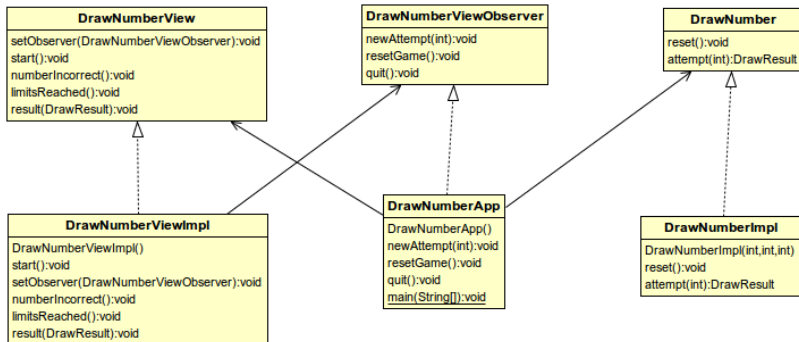 DrawNumberView
setObserver(DrawNumberViewObserver):void
start():void
numberIncorrect():void
limitsReached():void
result(DrawResult):void
DrawNumberViewObserver
newAttempt(int):void
resetGame():void
quit():void
DrawNumber
reset():void
attempt(int):DrawResult
DrawNumberViewImpl
DrawNumberViewImpl()
start():void
setObserver(DrawNumberViewObserver):void
numberIncorrect():void
limitsReached():void
result(DrawResult):void
DrawNumberApp
DrawNumberApp()
newAttempt(int):void
resetGame():void
quit():void
main(String[]):void
DrawNumberImpl
DrawNumberImpl(int,int,int)
reset():void
attempt(int):DrawResult